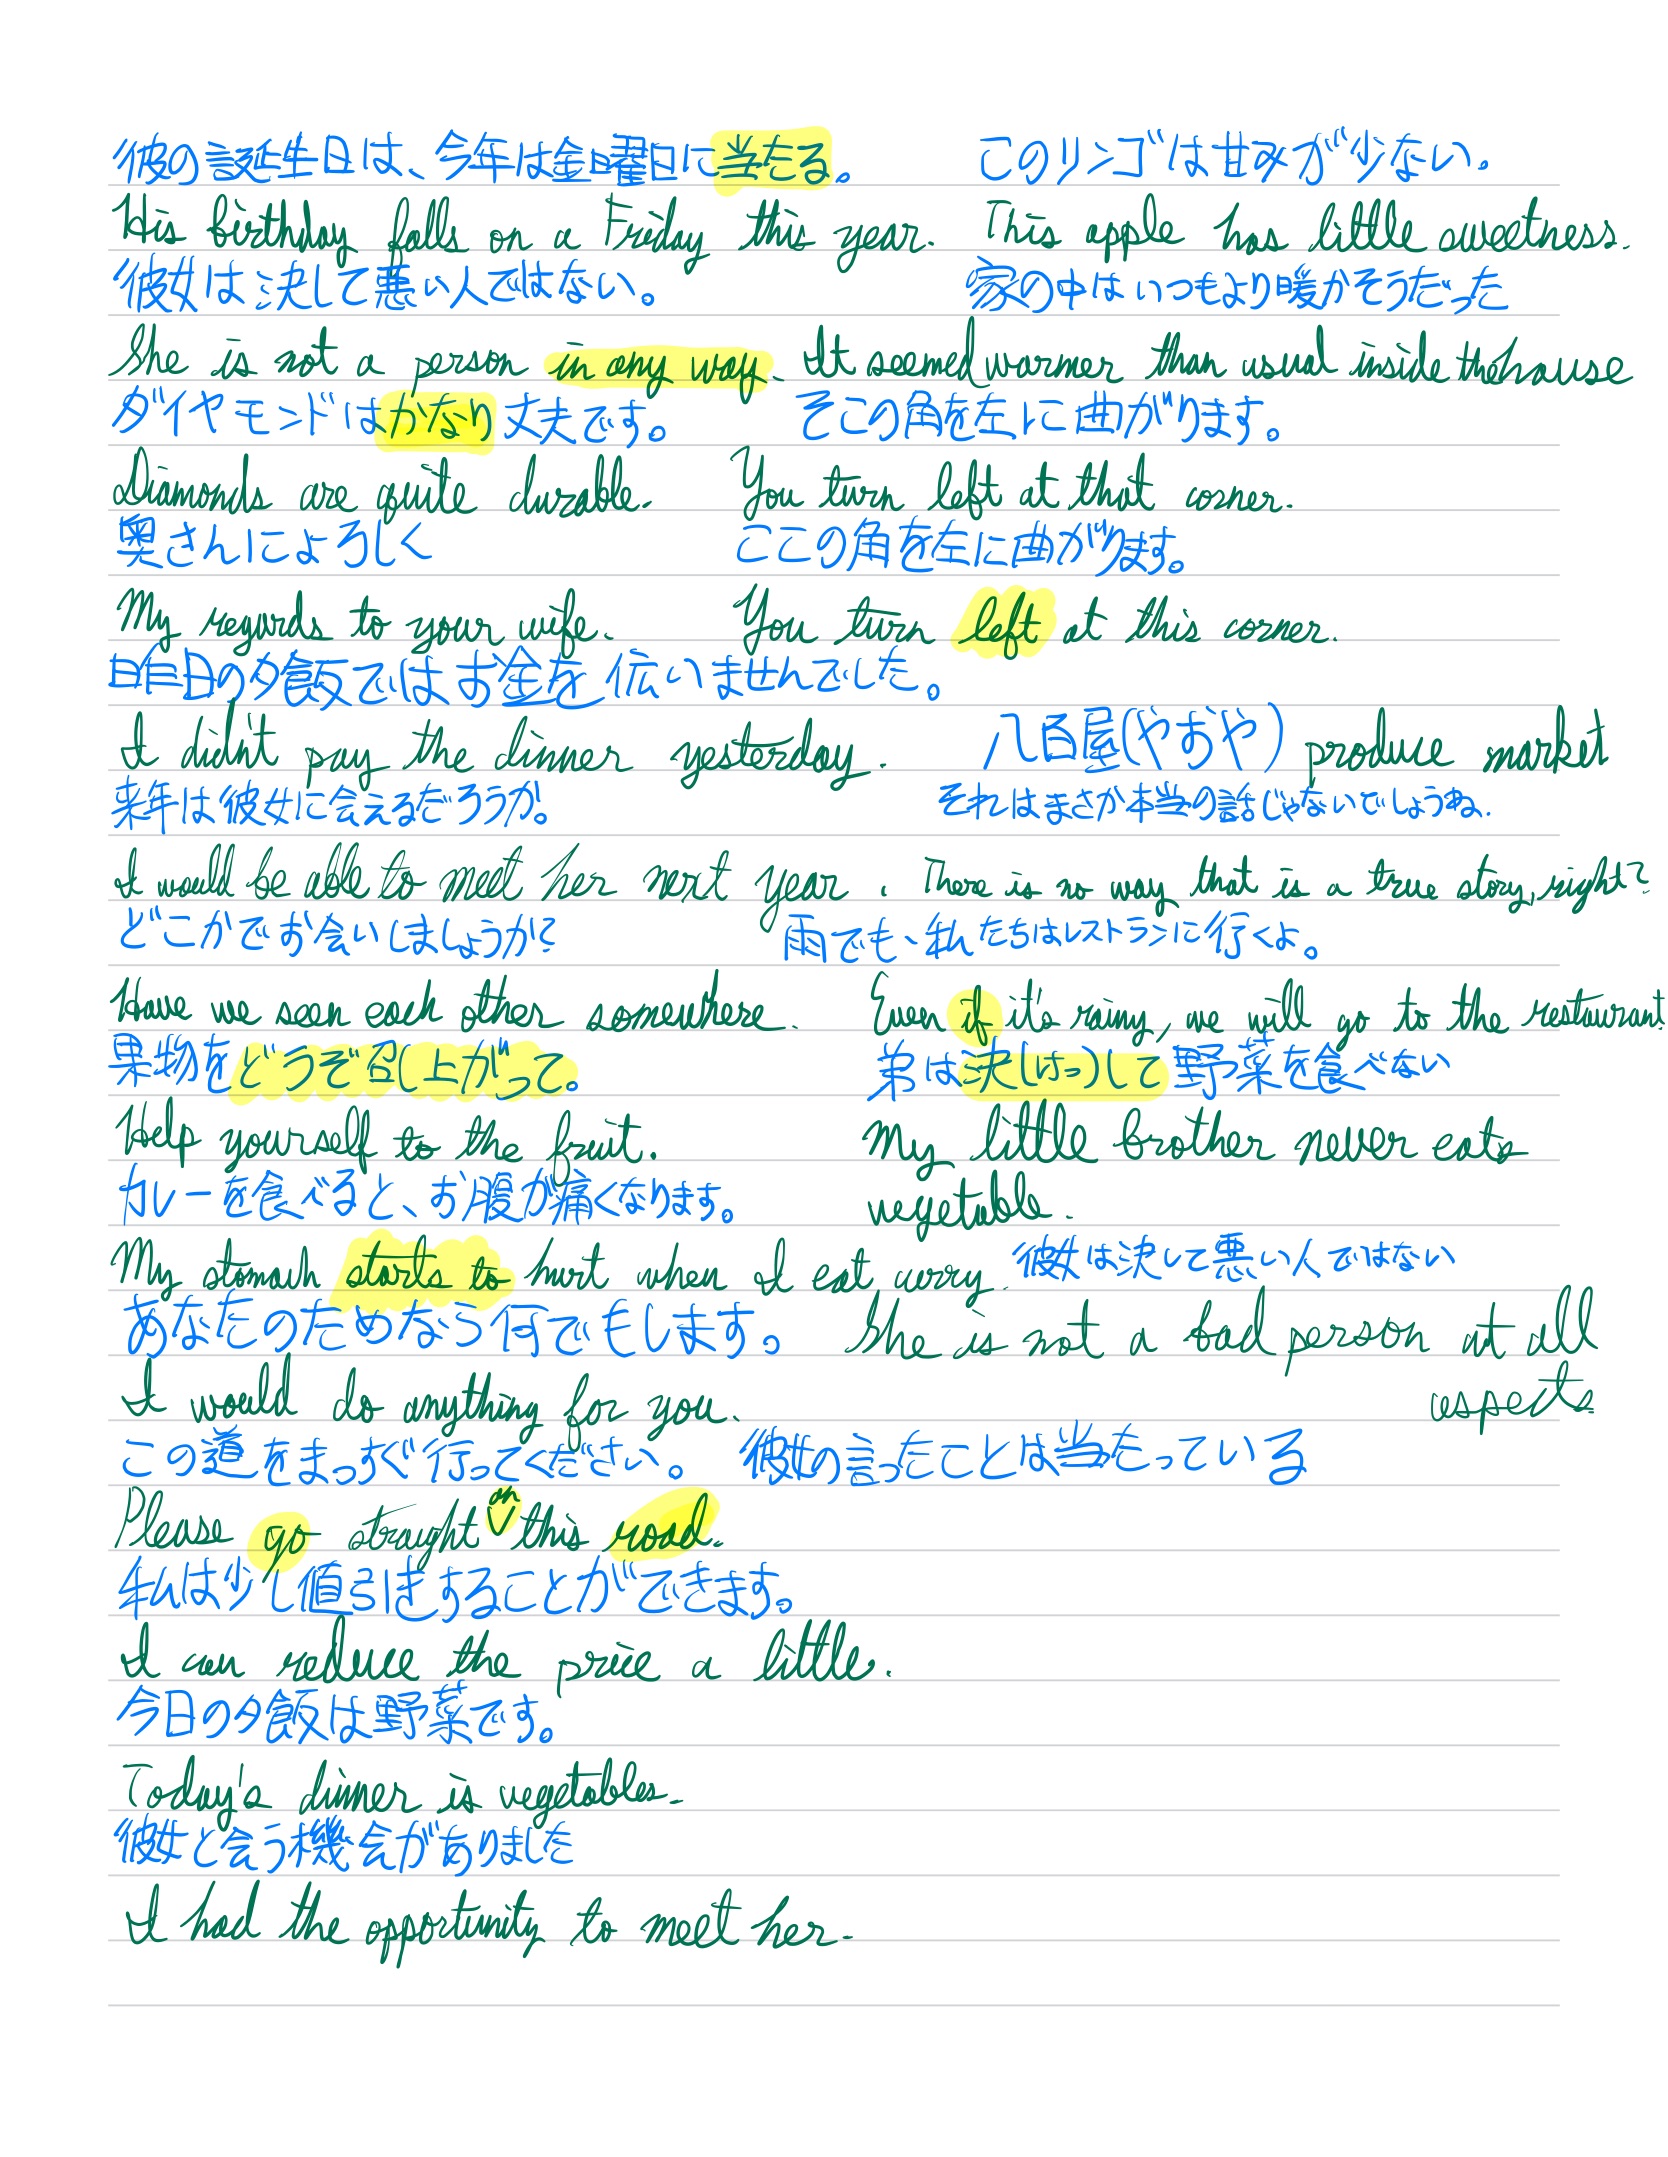 彼の誕生日は、今年は金曜日に当たる。 このリンゴは甘みが少ない。
His birthday falls on a Friday this year. This apple has little sweetness.
彼女は決して悪い人ではない。 家の中はいつもより暖かそうだった
She is not a person in any way. It seemed warmer than usual inside the house
ダイヤモンドはかなり丈夫です。 そこの角を左に曲がります。
Diamonds are quite durable. You turn left at that corner.
奥さんによろしく ここの角を左に曲がります。
My regards to your wife. You turn left at this corner.
昨日の夕飯ではお金を伝いませんでした。
I didn't pay the dinner yesterday. 八百屋(やおや) produce market
来年は彼女に会えるだろうか。 それはまさか本当の話じゃないでしょうね.
I would be able to meet her next year. There is no way that is a true story, right?
どこかでお会いしましょうか? 雨でも、私たちはレストランに行くよ。
Have we seen each other somewhere. Even if it's rainy, we will go to the restaurant
果物をどうぞ召し上がって。 弟は決(けっ)して野菜を食べない
Help yourself to the fruit. My little brother never eats
カレーを食べると、お腹が痛くなります。 vegetable.
My stomach starts to hurt when I eat curry. 彼女は決して悪い人ではない
あなたのためなら何でもします。 She is not a bad person at all
I would do anything for you. aspects
この道をまっすぐ行ってください。 彼女の言ったことは当たっている
Please go straight on this road.
私は少し値引きすることができます。
I can reduce the price a little.
今日の夕飯は野菜です。
Today's dinner is vegetables.
彼女と会う機会がありました
I had the opportunity to meet her.